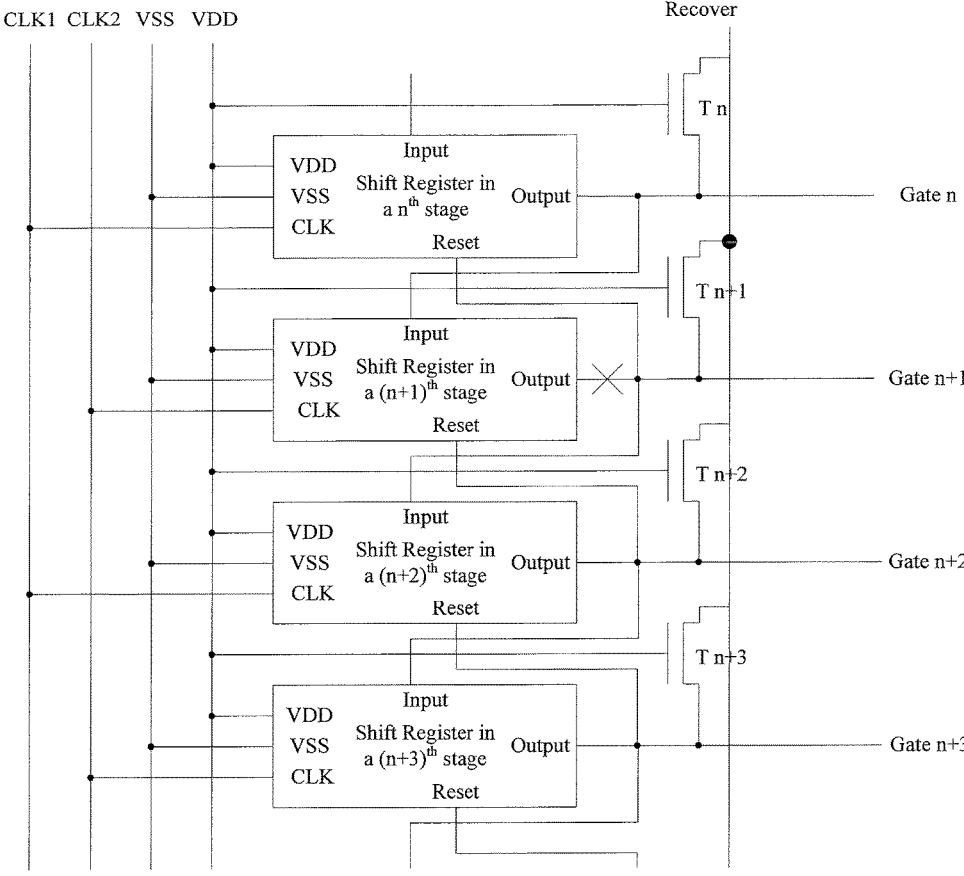 CLK1 CLK2 VSS VDD
Recover
T n
Input
VDD
Shift Register in
a nth stage
VSS
Output
Gate n
CLK
Reset
T n+1
Input
VDD
Shift Register in
a (n+1)th stage
VSS
Output
Gate n+1
CLK
Reset
T n+2
Input
VDD
Shift Register in
a (n+2)th stage
VSS
Output
Gate n+2
CLK
Reset
T n+3
Input
VDD
Shift Register in
a (n+3)th stage
VSS
Output
Gate n+3
CLK
Reset